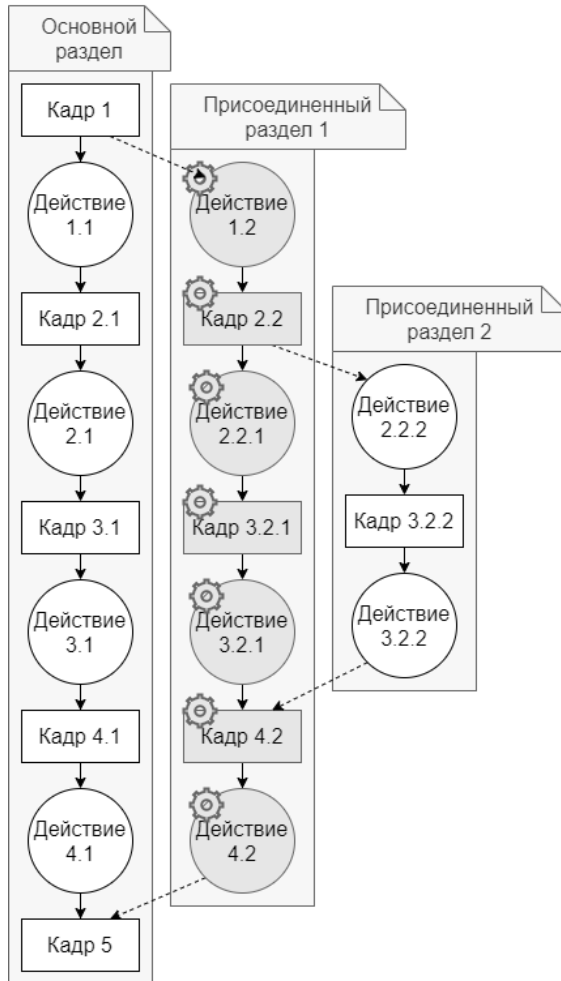 Основной
раздел
Кадр 1
Действие
1.1
Кадр 2.1
Действие
2.1
Кадр 3.1
Действие
3.1
Кадр 4.1
Действие
4.1
Кадр 5
Присоединенный
раздел 1
Действие
1.2
Кадр 2.2
Действие
2.2.1
Кадр 3.2.1
Действие
3.2.1
Кадр 4.2
Действие
4.2
Присоединенный
раздел 2
Действие
2.2.2
Кадр 3.2.2
Действие
3.2.2